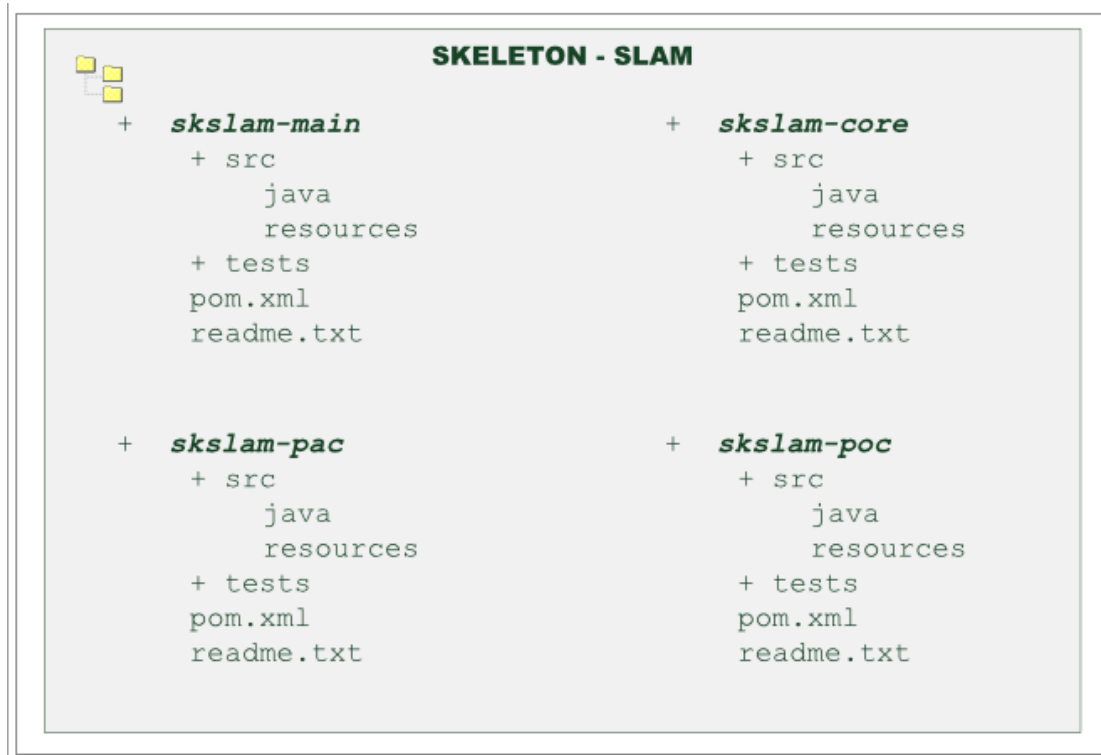 SKELETON - SLAM
+ skslam-main
+ src
java
resources
+ tests
pom.xml
readme.txt
+ skslam-core
+ src
java
resources
+ tests
pom.xml
readme.txt
+ skslam-pac
+ src
java
resources
+ tests
pom.xml
readme.txt
+ skslam-poc
+ src
java
resources
+ tests
pom.xml
readme.txt